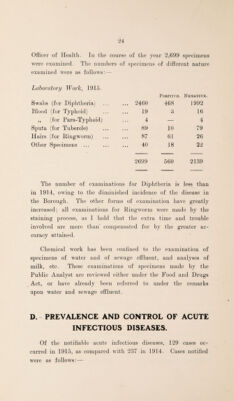 24
Officer of Health. In the course of the year 2,699 specimens
were examined. The numbers of specimens of different nature
examined were as follows:—
Laboratory Work, 1915.
Positive. Negative.
Swabs (for Diphtheria) ... ... 2460 468 1992
Blood (for Typhoid) ... ... 19 3 16
„ (for Para-Typhoid) ... 4 — 4
Sputa (for Tubercle) ... ... 89 10 79
Hairs (for Ringworm) ... ... 87 61 26
Other Specimens ... ... ... 40 18 22
2699 560 2139
The number of examinations for Diphtheria is less than
in 1914, owing to the diminished incidence of the disease in
the Borough. The other forms of examination have greatly
increased; all examinations for Ringworm were made by the
staining process, as I hold that the extra time and trouble
involved are more than compensated for by the greater ac-
curacy attained.
Chemical work has been confined to the examination of
specimens of water and of sewage effluent, and analysis of
milk, etc. These examinations of specimens made by the
Public Analyst are reviewed either under the Food and Drugs
Act, or have already been referred to under the remarks
upon water and sewage effluent.
D. - PREVALENCE AND CONTROL OF ACUTE
INFECTIOUS DISEASES.
Of the notifiable acute infectious diseases, 129 cases oc-
curred in 1915, as compared with 237 in 1914. Cases notified
were as follows:—